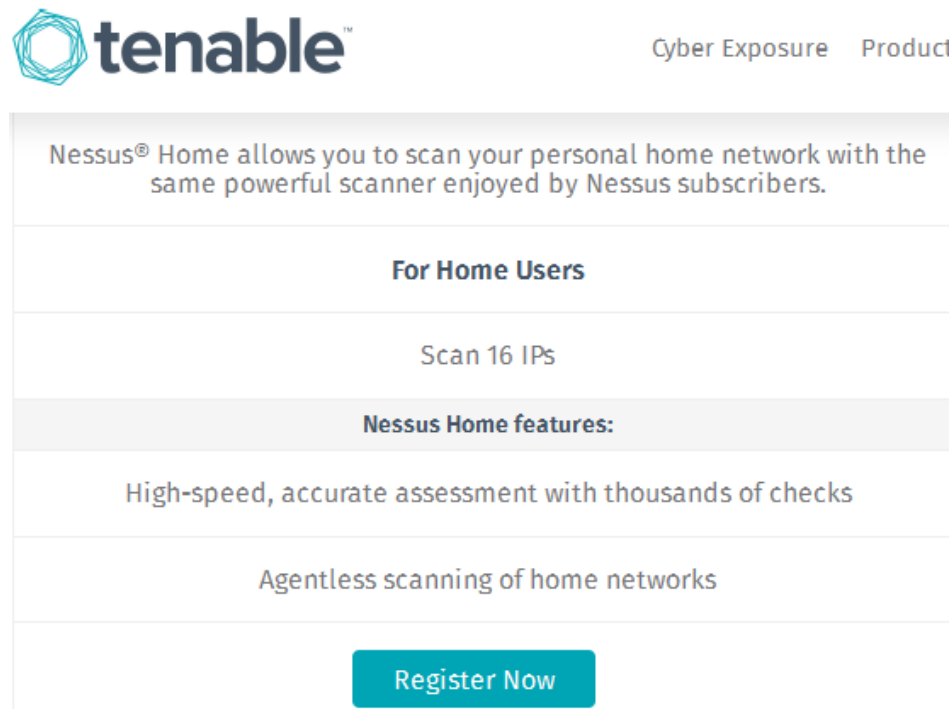 tenable™
Cyber Exposure Product
Nessus® Home allows you to scan your personal home network with the
same powerful scanner enjoyed by Nessus subscribers.
For Home Users
Scan 16 IPs
Nessus Home features:
High-speed, accurate assessment with thousands of checks
Agentless scanning of home networks
Register Now